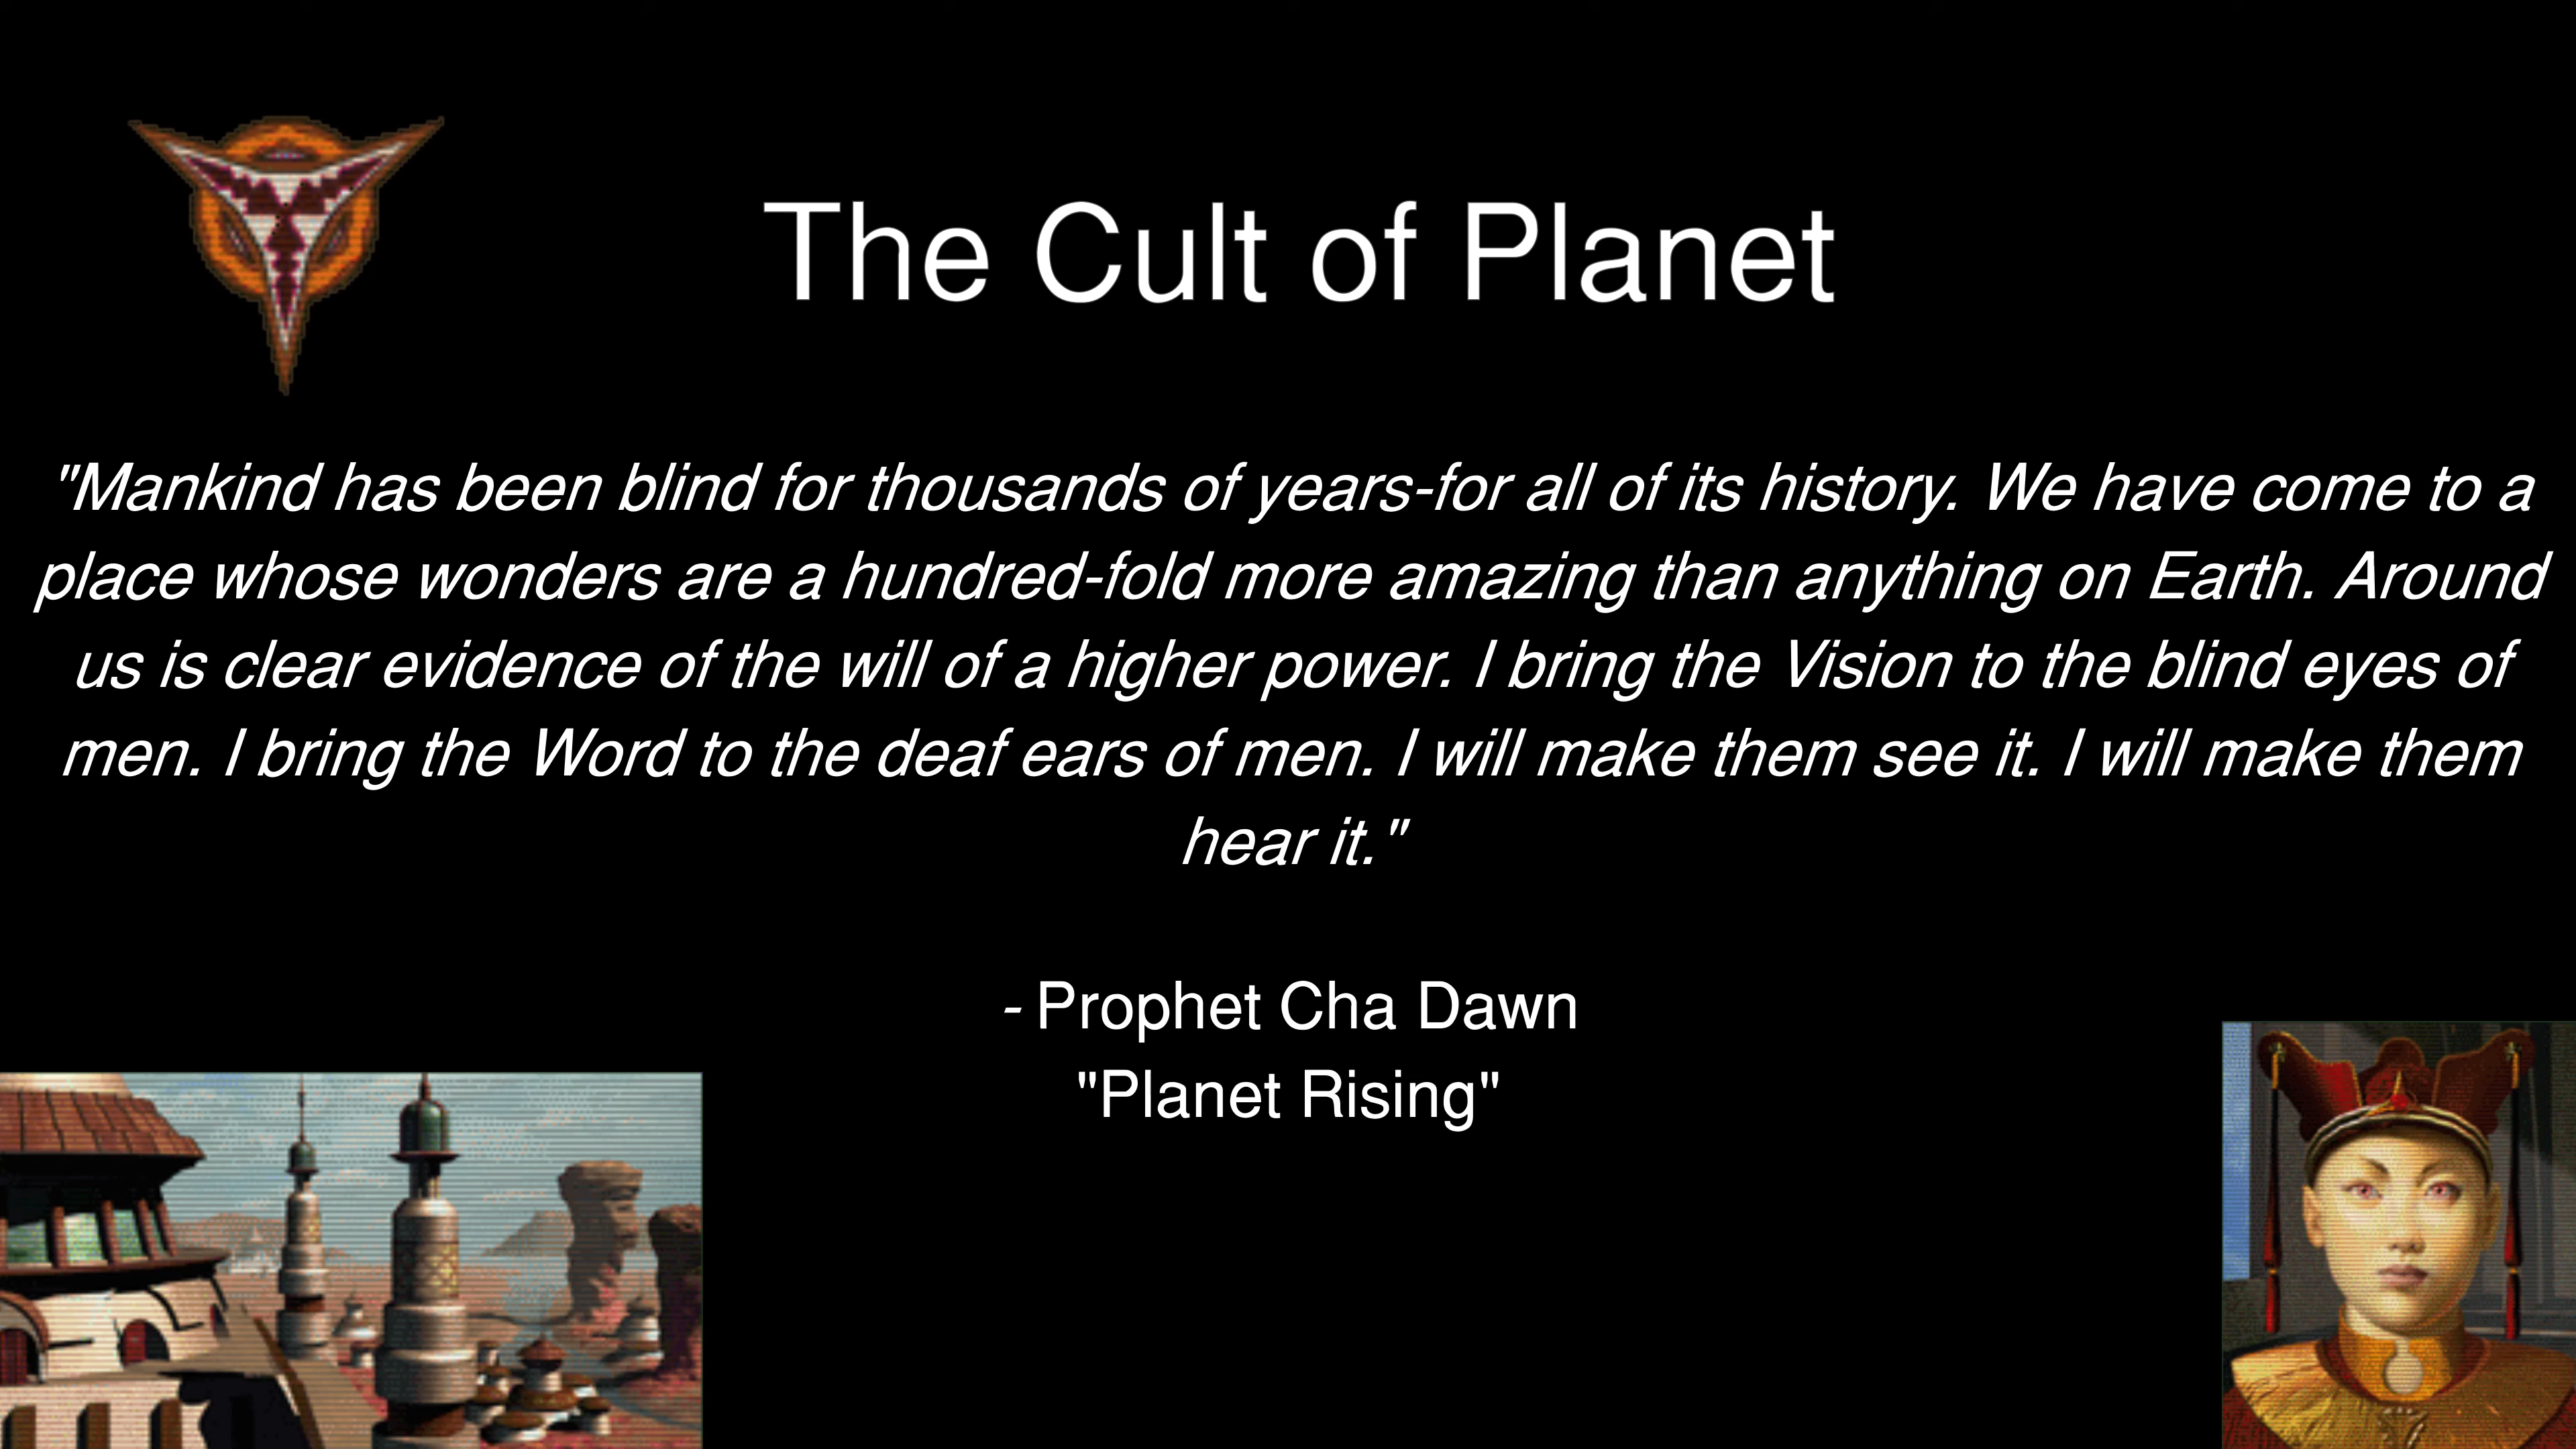 The Cult of Planet
"Mankind has been blind for thousands of years-for all of its history. We have come to a
place whose wonders are a hundred-fold more amazing than anything on Earth. Around
us is clear evidence of the will of a higher power. I bring the Vision to the blind eyes of
men. I bring the Word to the deaf ears of men. I will make them see it. I will make them
hear it."
- Prophet Cha Dawn
"Planet Rising"